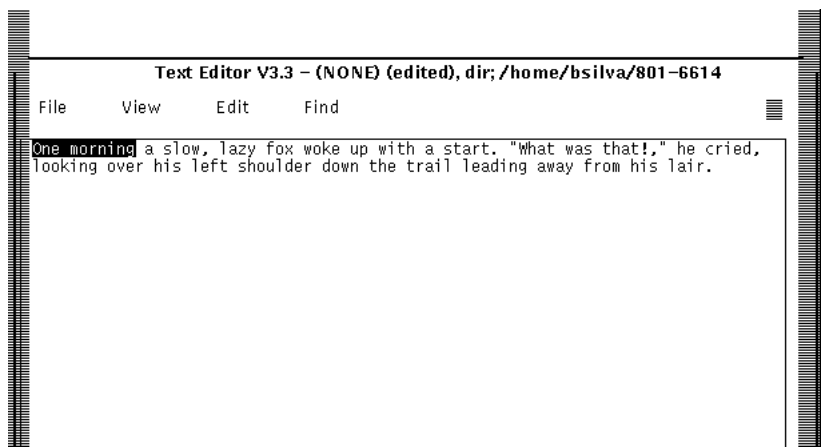 Text Editor V3.3 – (NONE) (edited), dir; /home/bsilva/801–6614
File View Edit Find
One morning a slow, lazy fox woke up with a start. "What was that!," he cried,
looking over his left shoulder down the trail leading away from his lair.